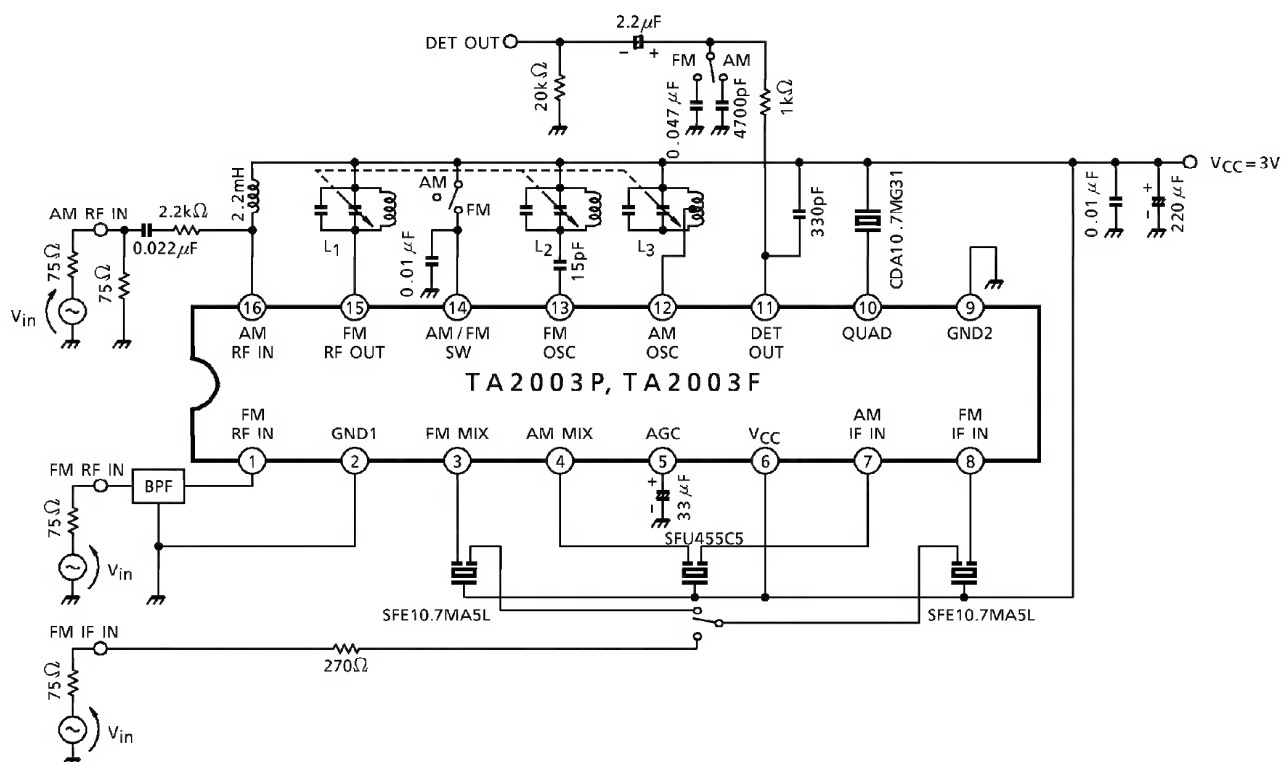 2.2μF
DET OUT
− +
FM AM
20kΩ
0.047μF
4700pF
1kΩ
VCC=3V
2.2mH
AM
FM
330pF
CDA10.7MG31
0.01μF
+
−
220μF
AM RF IN
2.2kΩ
0.022μF
75Ω
75Ω
Vin
L1
0.01μF
L2
15pF
L3
16 15 14 13 12 11 10 9
AM RF IN
FM RF OUT
AM/FM SW
FM OSC
AM OSC
DET OUT
QUAD
GND2
TA2003P, TA2003F
FM RF IN
GND1
FM MIX
AM MIX
AGC
VCC
AM IF IN
FM IF IN
1 2 3 4 5 6 7 8
FM RF IN
BPF
75Ω
Vin
+
−
33μF
SFU455C5
SFE10.7MA5L
SFE10.7MA5L
FM IF IN
270Ω
75Ω
Vin